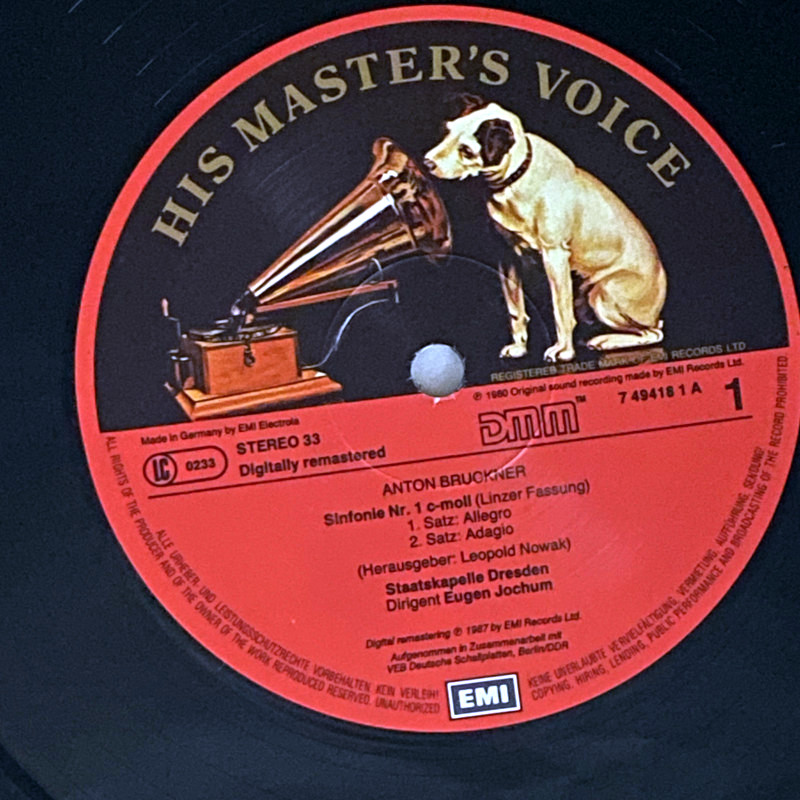 HIS MASTER'S VOICE
REGISTERED TRADE MARK OF EMI RECORDS LTD
℗ 1980 Original sound recording made by EMI Records Ltd.
Made in Germany by EMI Electrola
LC 0233
STEREO 33
Digitally remastered
DMM™
7 49418 1 A
1
ANTON BRUCKNER
Sinfonie Nr. 1 c-moll (Linzer Fassung)
1. Satz: Allegro
2. Satz: Adagio
(Herausgeber: Leopold Nowak)
Staatskapelle Dresden
Dirigent Eugen Jochum
Digital remastering ℗ 1987 by EMI Records Ltd.
Aufgenommen in Zusammenarbeit mit
VEB Deutsche Schallplatten, Berlin/DDR
EMI
ALLE URHEBER- UND LEISTUNGSSCHUTZRECHTE VORBEHALTEN. KEIN VERLEIH! KEINE UNERLAUBTE VERVIELFÄLTIGUNG, VERMIETUNG, AUFFÜHRUNG, SENDUNG!
ALL RIGHTS OF THE PRODUCER AND OF THE OWNER OF THE WORK REPRODUCED RESERVED. UNAUTHORIZED COPYING, HIRING, LENDING, PUBLIC PERFORMANCE AND BROADCASTING OF THE RECORD PROHIBITED